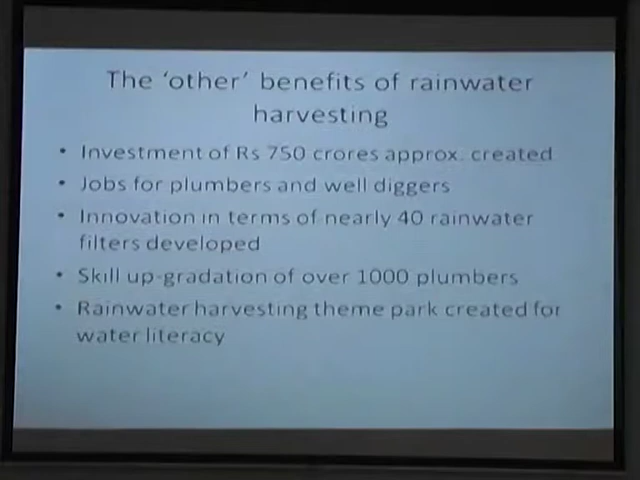 The ‘other’ benefits of rainwater
harvesting
• Investment of Rs 750 crores approx. created
• Jobs for plumbers and well diggers
• Innovation in terms of nearly 40 rainwater
filters developed
• Skill up-gradation of over 1000 plumbers
• Rainwater harvesting theme park created for
water literacy